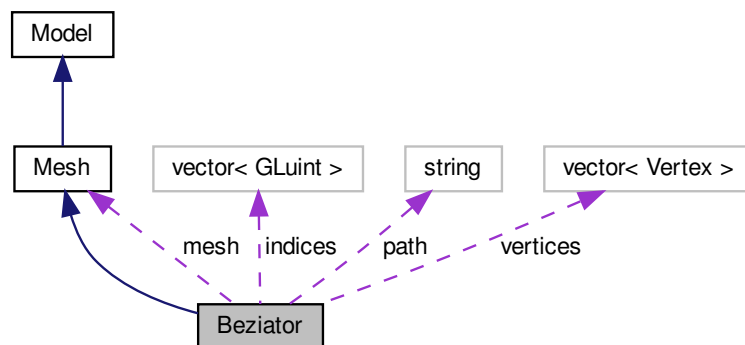 Model
Mesh
vector< GLuint >
string
vector< Vertex >
mesh
indices
path
vertices
Beziator